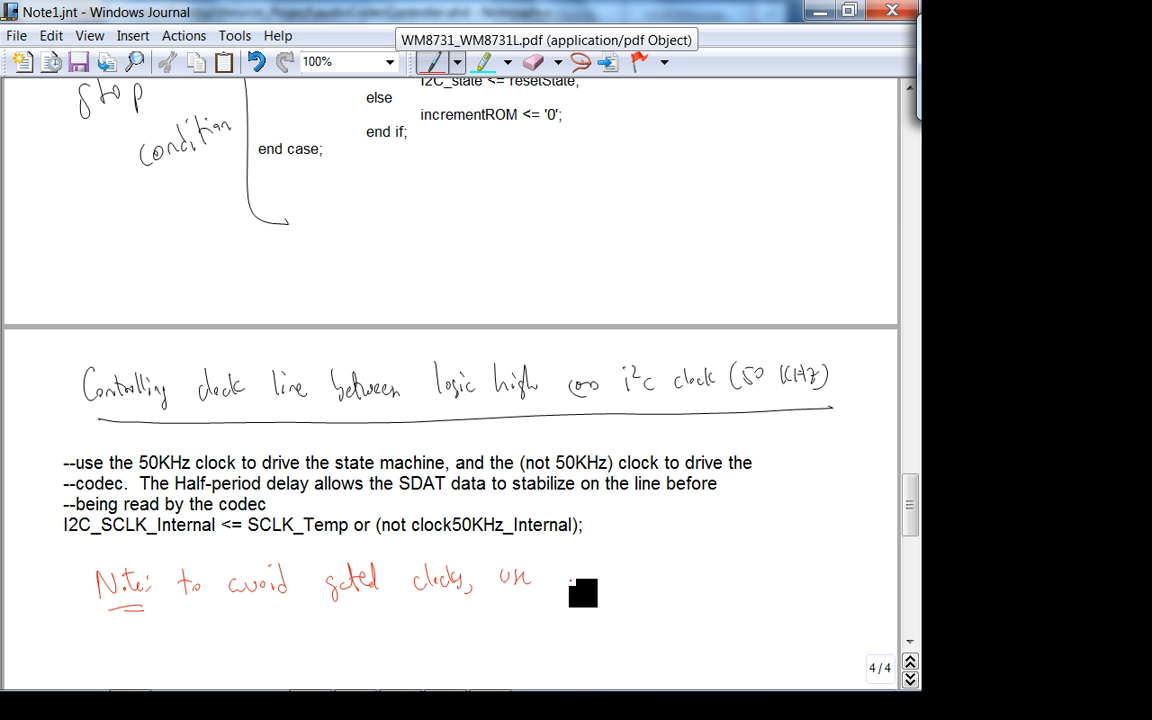 Note1.jnt - Windows Journal
File Edit View Insert Actions Tools Help
WM8731_WM8731L.pdf (application/pdf Object)
100%
I2C_state <= resetState;
else
incrementROM <= '0';
end if;
end case;
stop
condition
Controlling clock line between logic high and i2c clock (50 KHz)
--use the 50KHz clock to drive the state machine, and the (not 50KHz) clock to drive the
--codec. The Half-period delay allows the SDAT data to stabilize on the line before
--being read by the codec
I2C_SCLK_Internal <= SCLK_Temp or (not clock50KHz_Internal);
Note: to avoid gated clocks, use
4 / 4